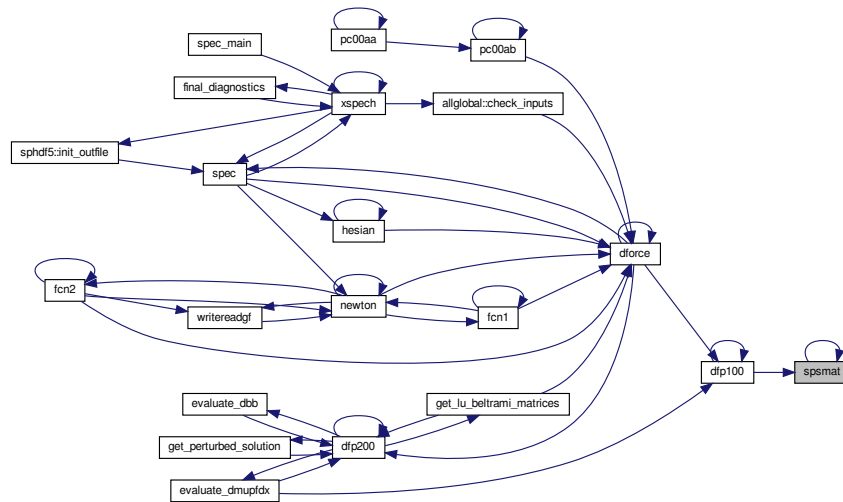 pc00aa
spec_main
pc00ab
final_diagnostics
xspech
allglobal::check_inputs
sphdf5::init_outfile
spec
hesian
dforce
fcn2
newton
writereadgf
fcn1
dfp100
spsmat
evaluate_dbb
get_lu_beltrami_matrices
get_perturbed_solution
dfp200
evaluate_dmupfdx